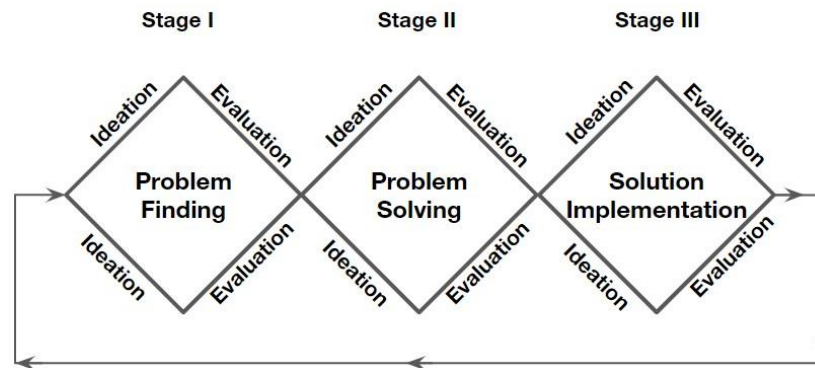 Stage I
Stage II
Stage III
Ideation
Evaluation
Ideation
Evaluation
Ideation
Evaluation
Problem
Finding
Problem
Solving
Solution
Implementation
Ideation
Evaluation
Ideation
Evaluation
Ideation
Evaluation